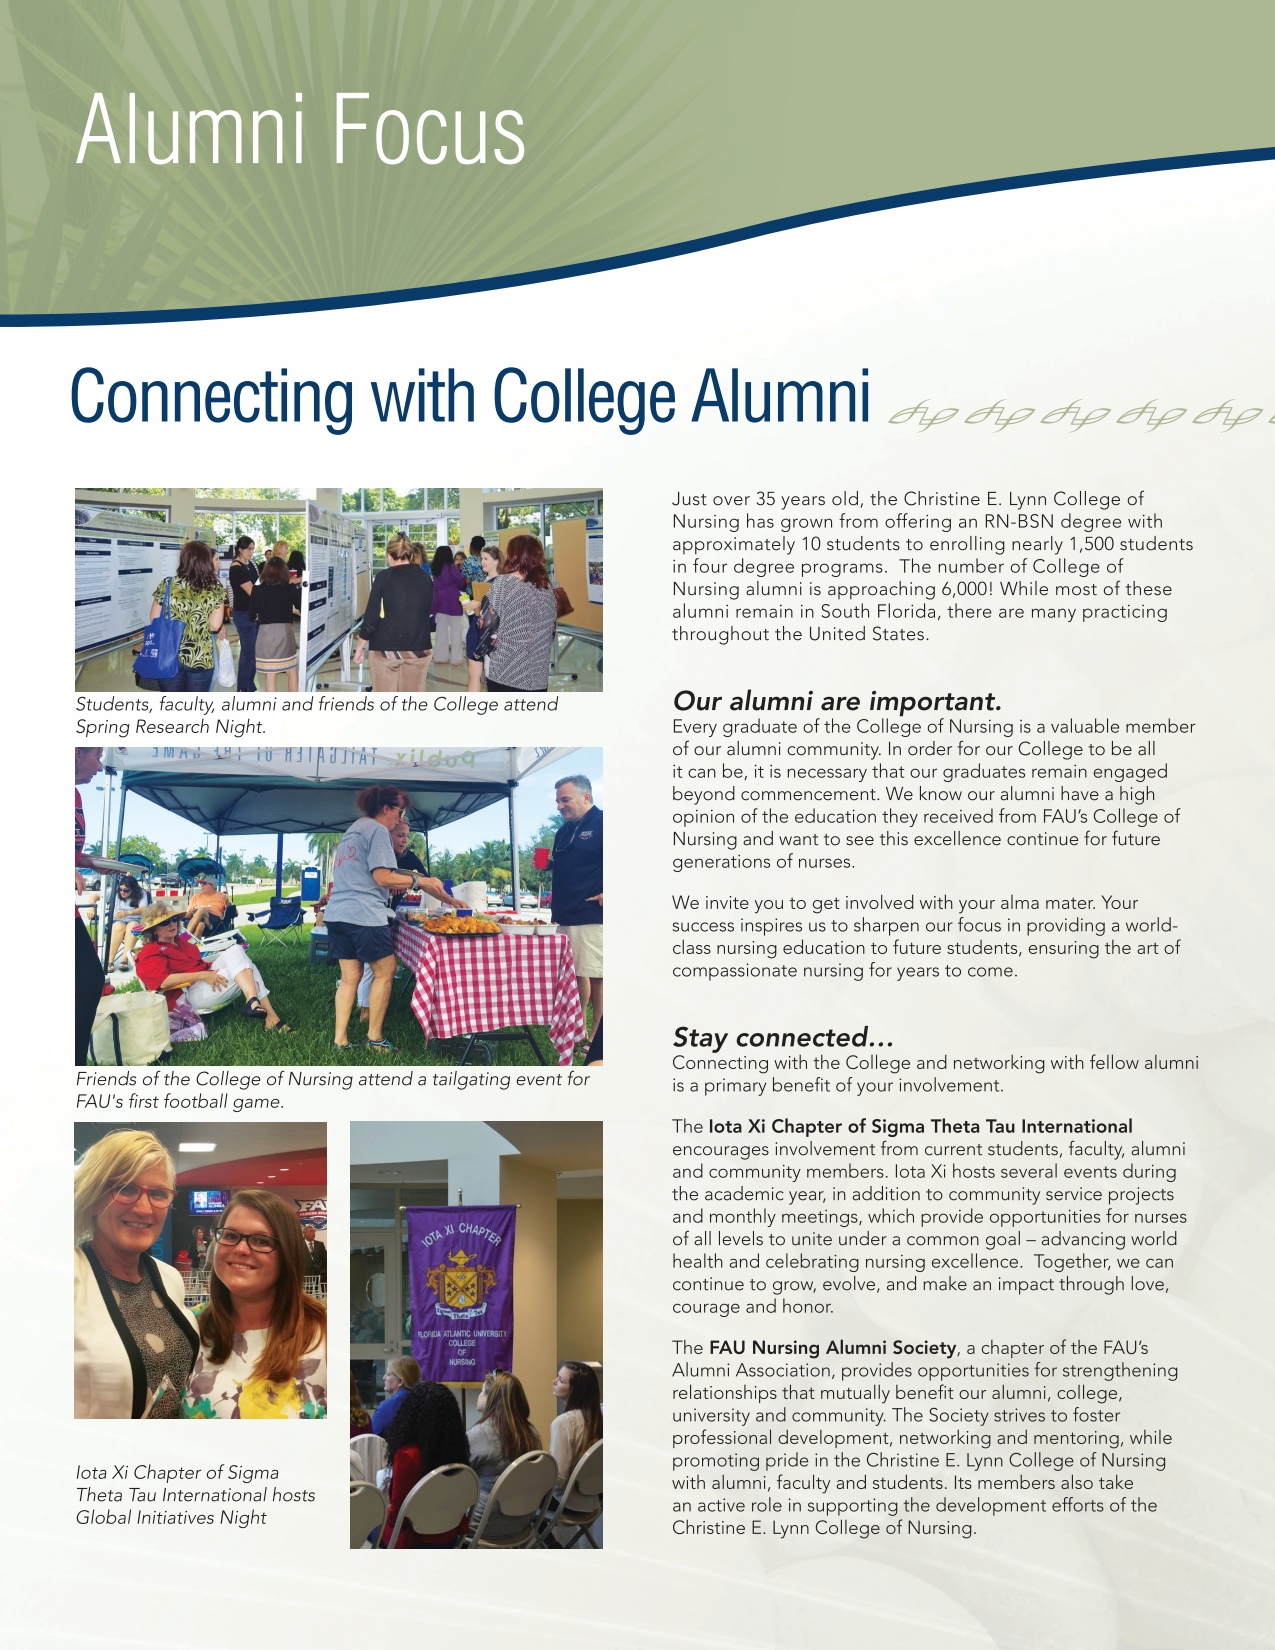 Alumni Focus
Connecting with College Alumni
Students, faculty, alumni and friends of the College attend
Spring Research Night.
TAILGATER OF THE GAME
publix
Friends of the College of Nursing attend a tailgating event for
FAU's first football game.
FAU
IOTA XI CHAPTER
Sigma Theta Tau
FLORIDA ATLANTIC UNIVERSITY
COLLEGE
OF
NURSING
Iota Xi Chapter of Sigma
Theta Tau International hosts
Global Initiatives Night
Just over 35 years old, the Christine E. Lynn College of
Nursing has grown from offering an RN-BSN degree with
approximately 10 students to enrolling nearly 1,500 students
in four degree programs.  The number of College of
Nursing alumni is approaching 6,000! While most of these
alumni remain in South Florida, there are many practicing
throughout the United States.
Our alumni are important.
Every graduate of the College of Nursing is a valuable member
of our alumni community. In order for our College to be all
it can be, it is necessary that our graduates remain engaged
beyond commencement. We know our alumni have a high
opinion of the education they received from FAU’s College of
Nursing and want to see this excellence continue for future
generations of nurses.
We invite you to get involved with your alma mater. Your
success inspires us to sharpen our focus in providing a world-
class nursing education to future students, ensuring the art of
compassionate nursing for years to come.
Stay connected…
Connecting with the College and networking with fellow alumni
is a primary benefit of your involvement.
The Iota Xi Chapter of Sigma Theta Tau International
encourages involvement from current students, faculty, alumni
and community members. Iota Xi hosts several events during
the academic year, in addition to community service projects
and monthly meetings, which provide opportunities for nurses
of all levels to unite under a common goal – advancing world
health and celebrating nursing excellence.  Together, we can
continue to grow, evolve, and make an impact through love,
courage and honor.
The FAU Nursing Alumni Society, a chapter of the FAU’s
Alumni Association, provides opportunities for strengthening
relationships that mutually benefit our alumni, college,
university and community. The Society strives to foster
professional development, networking and mentoring, while
promoting pride in the Christine E. Lynn College of Nursing
with alumni, faculty and students. Its members also take
an active role in supporting the development efforts of the
Christine E. Lynn College of Nursing.